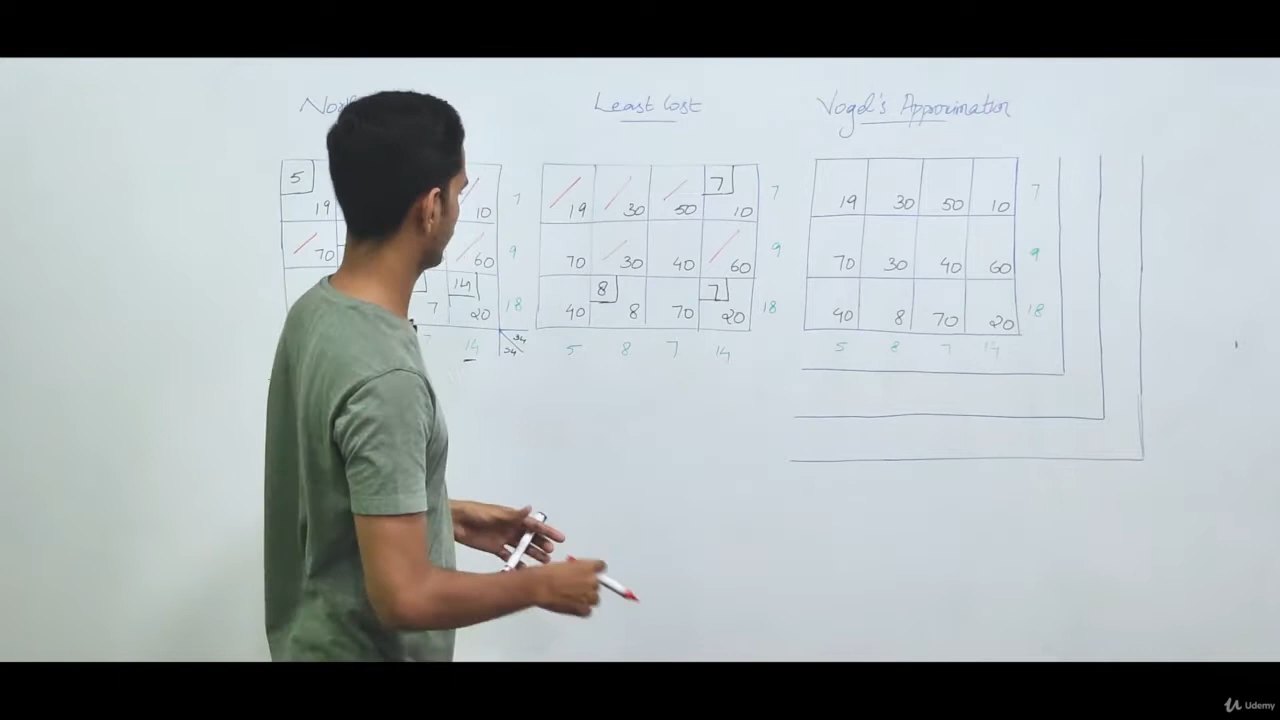 Least Cost
Vogel's Approximation
5 19 10 7
70 60 9
7 14 20 18
14 34
34
19 30 50 7 10 7
70 30 40 60 9
40 8 8 70 7 20 18
5 8 7 14
19 30 50 10 7
70 30 40 60 9
40 8 70 20 18
5 8 7 14
Udemy